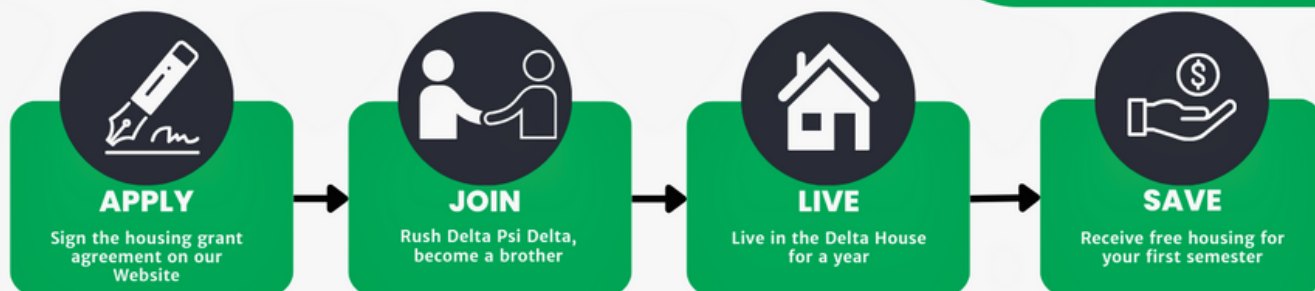 APPLY
Sign the housing grant
agreement on our
Website
JOIN
Rush Delta Psi Delta,
become a brother
LIVE
Live in the Delta House
for a year
$
SAVE
Receive free housing for
your first semester